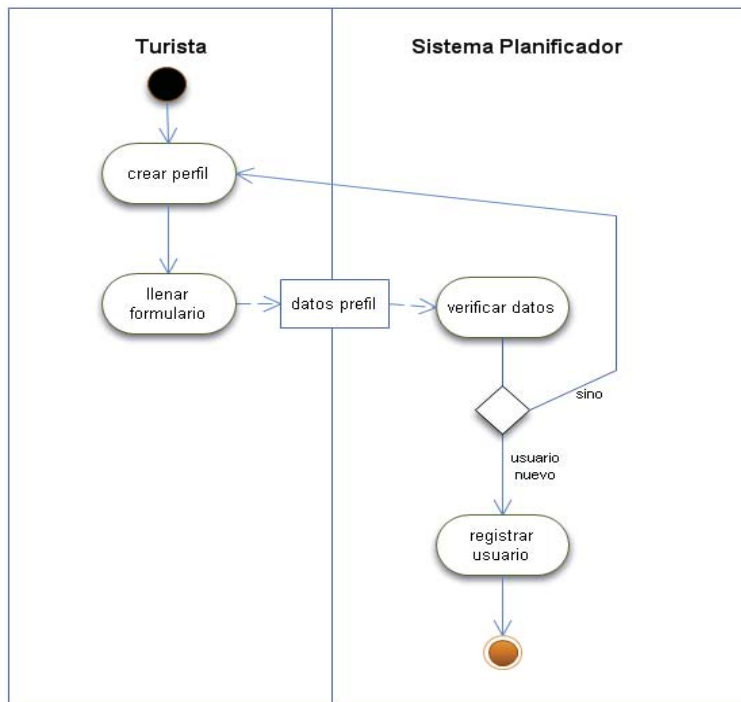 Turista
Sistema Planificador
crear perfil
llenar
formulario
datos prefil
verificar datos
sino
usuario
nuevo
registrar
usuario